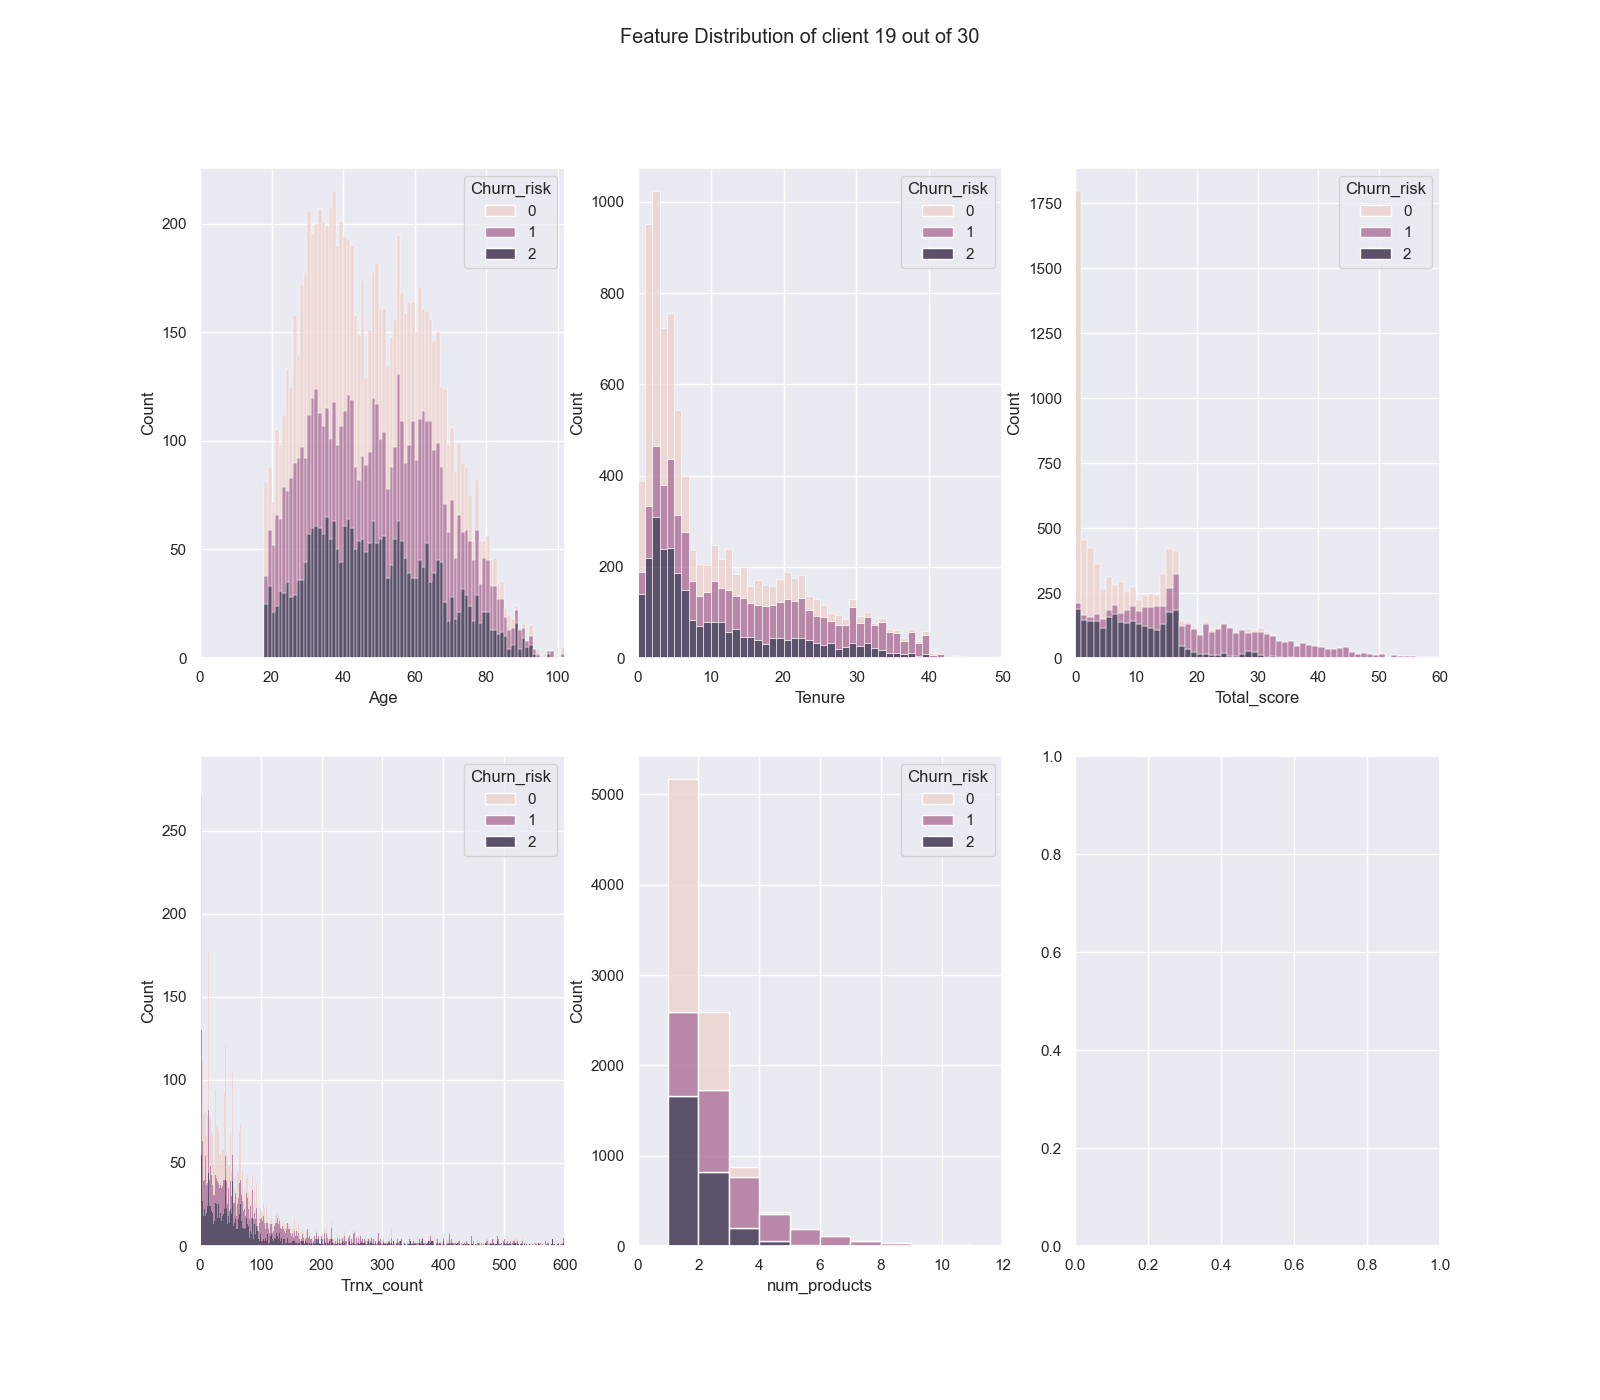 Feature Distribution of client 19 out of 30
Churn_risk
0
1
2
200
150
100
50
0
Count
0 20 40 60 80 100
Age
Churn_risk
0
1
2
1000
800
600
400
200
0
Count
0 10 20 30 40 50
Tenure
Churn_risk
0
1
2
1750
1500
1250
1000
750
500
250
0
Count
0 10 20 30 40 50 60
Total_score
Churn_risk
0
1
2
250
200
150
100
50
0
Count
0 100 200 300 400 500 600
Trnx_count
Churn_risk
0
1
2
5000
4000
3000
2000
1000
0
Count
0 2 4 6 8 10 12
num_products
1.0
0.8
0.6
0.4
0.2
0.0
0.0 0.2 0.4 0.6 0.8 1.0